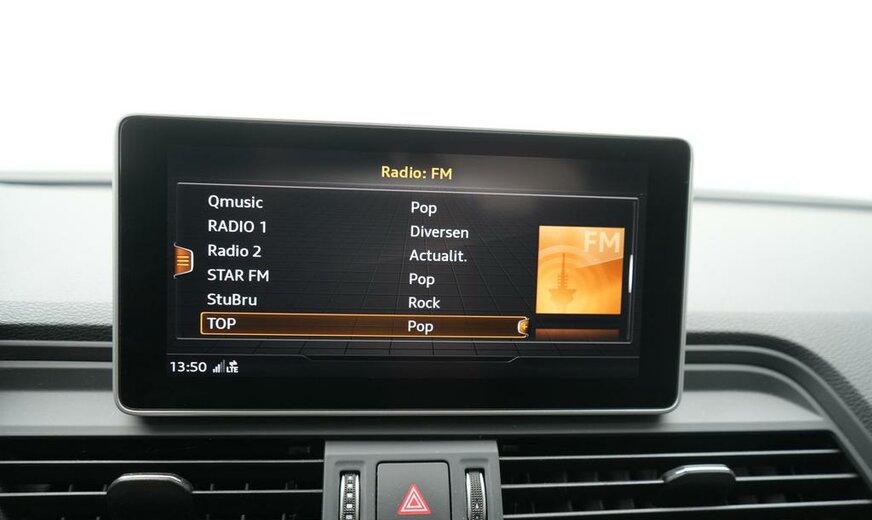 Radio: FM
Qmusic Pop
RADIO 1 Diversen
Radio 2 Actualit.
STAR FM Pop
StuBru Rock
TOP Pop
FM
13:50 LTE